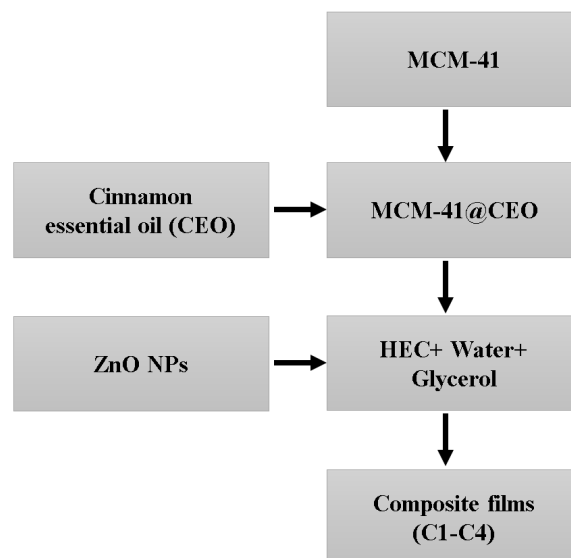 MCM-41
Cinnamon
essential oil (CEO)
MCM-41@CEO
ZnO NPs
HEC+ Water+
Glycerol
Composite films
(C1-C4)